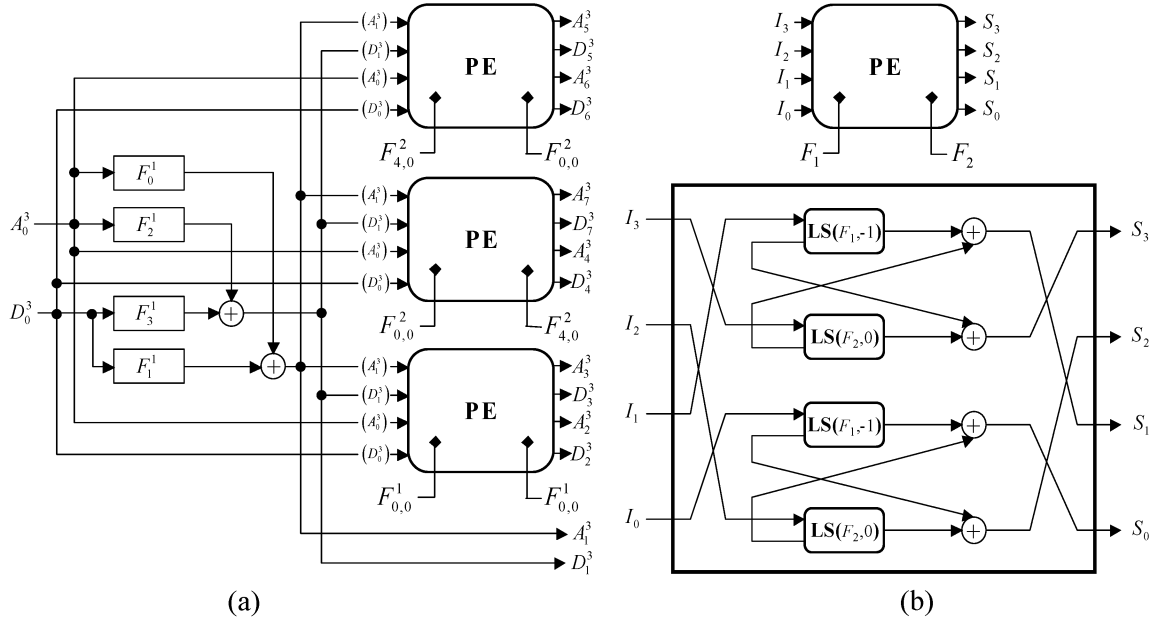 (A_1^3) A_5^3
(D_1^3) D_5^3
(A_0^3) PE A_6^3
(D_0^3) D_6^3
F_{4,0}^2 F_{0,0}^2
F_0^1
A_0^3 F_2^1
D_0^3 F_3^1 +
F_1^1 +
(A_1^3) A_7^3
(D_1^3) D_7^3
(A_0^3) PE A_4^3
(D_0^3) D_4^3
F_{0,0}^2 F_{4,0}^2
(A_1^3) A_3^3
(D_1^3) D_3^3
(A_0^3) PE A_2^3
(D_0^3) D_2^3
F_{0,0}^1 F_{0,0}^1
A_1^3
D_1^3
(a)
I_3 S_3
I_2 PE S_2
I_1 S_1
I_0 S_0
F_1 F_2
I_3 LS(F_1,-1) + S_3
I_2 LS(F_2,0) + S_2
I_1 LS(F_1,-1) + S_1
I_0 LS(F_2,0) + S_0
(b)